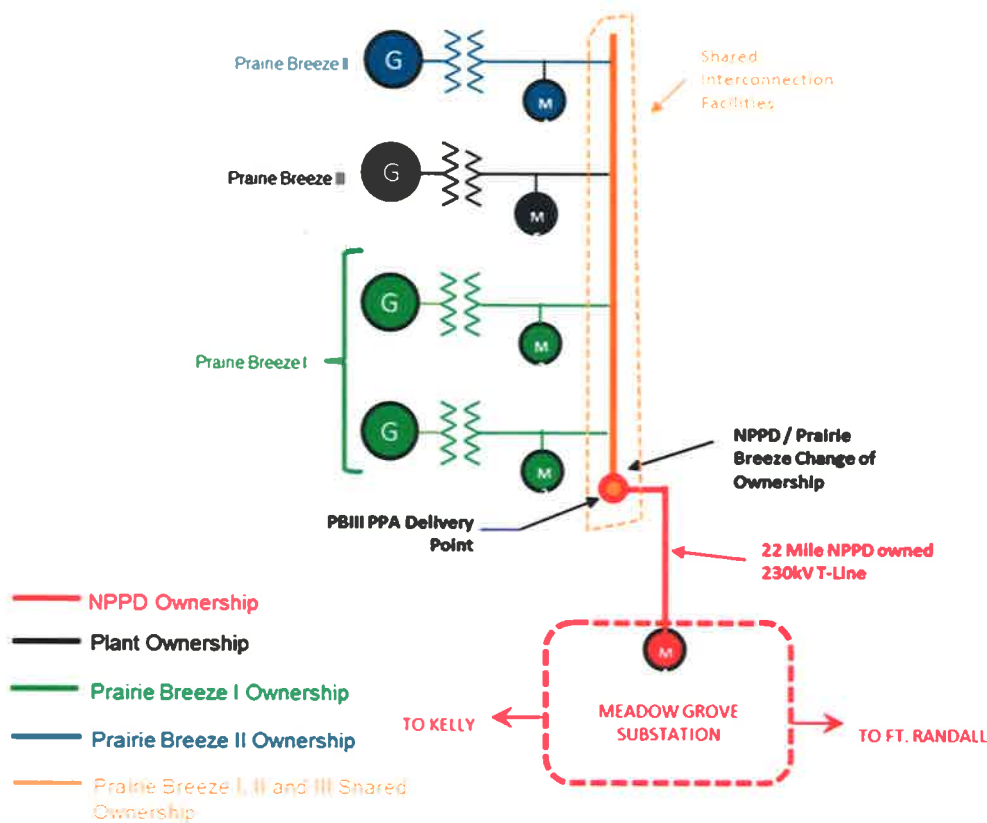 Prairie Breeze II
G
M
Shared
Interconnection
Facilities
Prairie Breeze III
G
M
G
M
Prairie Breeze I
G
M
NPPD / Prairie
Breeze Change of
Ownership
PBIII PPA Delivery
Point
22 Mile NPPD owned
230kV T-Line
NPPD Ownership
Plant Ownership
Prairie Breeze I Ownership
Prairie Breeze II Ownership
Prairie Breeze I, II and III Shared
Ownership
M
MEADOW GROVE
SUBSTATION
TO KELLY
TO FT. RANDALL